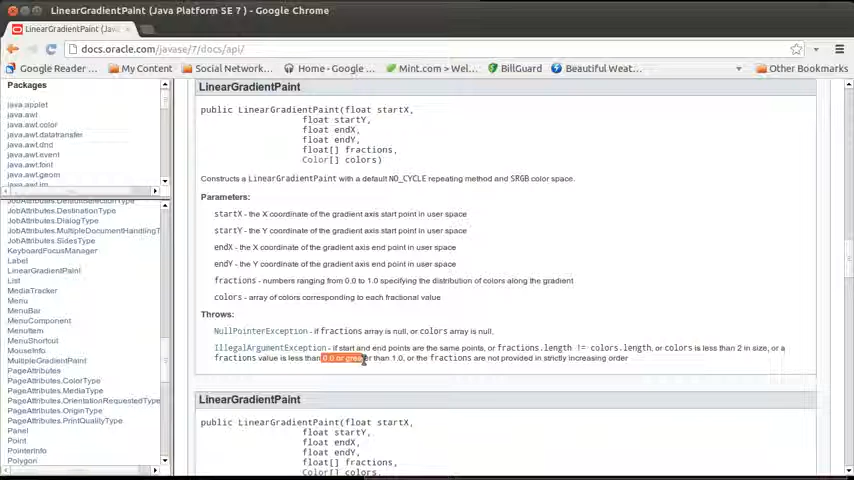 LinearGradientPaint (Java Platform SE 7 ) - Google Chrome
LinearGradientPaint (Java
docs.oracle.com/javase/7/docs/api/
Google Reader ...
My Content
Social Network...
Home - Google ...
Mint.com > Wel...
BillGuard
Beautiful Weat...
Other Bookmarks
Packages
java.applet
java.awt
java.awt.color
java.awt.datatransfer
java.awt.dnd
java.awt.event
java.awt.font
java.awt.geom
java.awt.im
JobAttributes.DefaultSelectionType
JobAttributes.DestinationType
JobAttributes.DialogType
JobAttributes.MultipleDocumentHandlingT
JobAttributes.SidesType
KeyboardFocusManager
Label
LinearGradientPaint
List
MediaTracker
Menu
MenuBar
MenuComponent
MenuItem
MenuShortcut
MouseInfo
MultipleGradientPaint
PageAttributes
PageAttributes.ColorType
PageAttributes.MediaType
PageAttributes.OrientationRequestedType
PageAttributes.OriginType
PageAttributes.PrintQualityType
Panel
Point
PointerInfo
Polygon
LinearGradientPaint
public LinearGradientPaint(float startX,
float startY,
float endX,
float endY,
float[] fractions,
Color[] colors)
Constructs a LinearGradientPaint with a default NO_CYCLE repeating method and SRGB color space.
Parameters:
startX - the X coordinate of the gradient axis start point in user space
startY - the Y coordinate of the gradient axis start point in user space
endX - the X coordinate of the gradient axis end point in user space
endY - the Y coordinate of the gradient axis end point in user space
fractions - numbers ranging from 0.0 to 1.0 specifying the distribution of colors along the gradient
colors - array of colors corresponding to each fractional value
Throws:
NullPointerException - if fractions array is null, or colors array is null,
IllegalArgumentException - if start and end points are the same points, or fractions.length != colors.length, or colors is less than 2 in size, or a
fractions value is less than 0.0 or greater than 1.0, or the fractions are not provided in strictly increasing order
LinearGradientPaint
public LinearGradientPaint(float startX,
float startY,
float endX,
float endY,
float[] fractions,
Color[] colors,